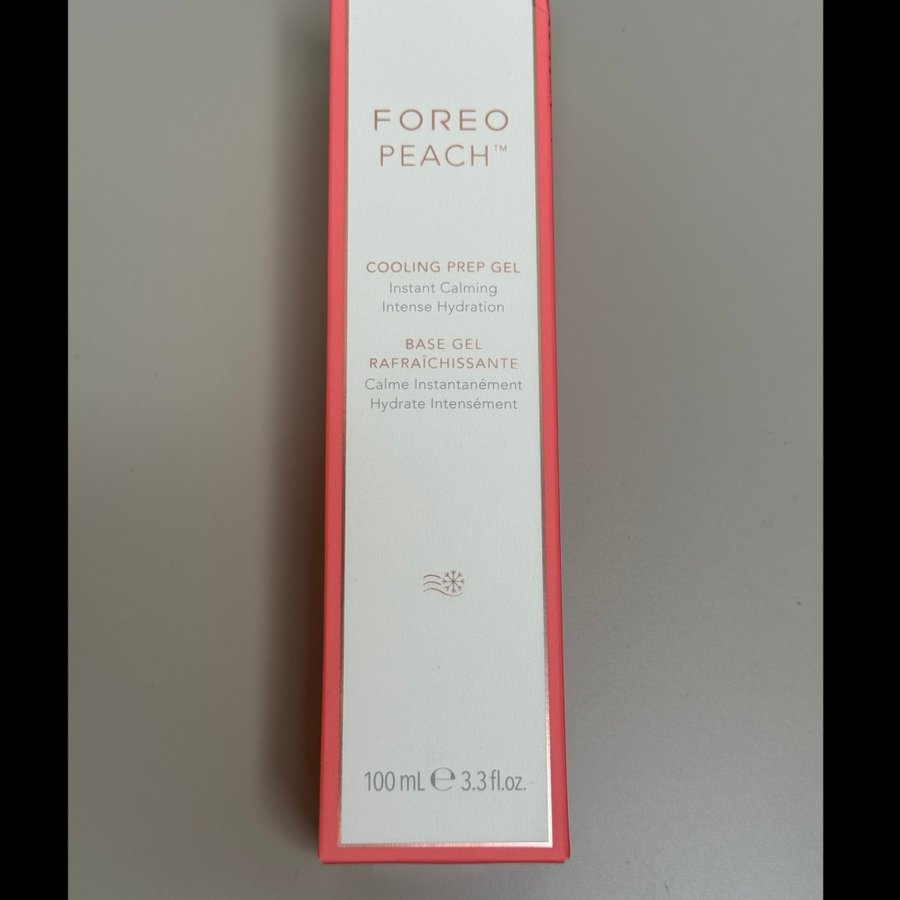 FOREO
PEACH™
COOLING PREP GEL
Instant Calming
Intense Hydration
BASE GEL
RAFRAÎCHISSANTE
Calme Instantanément
Hydrate Intensément
100 mL ℮ 3.3 fl.oz.